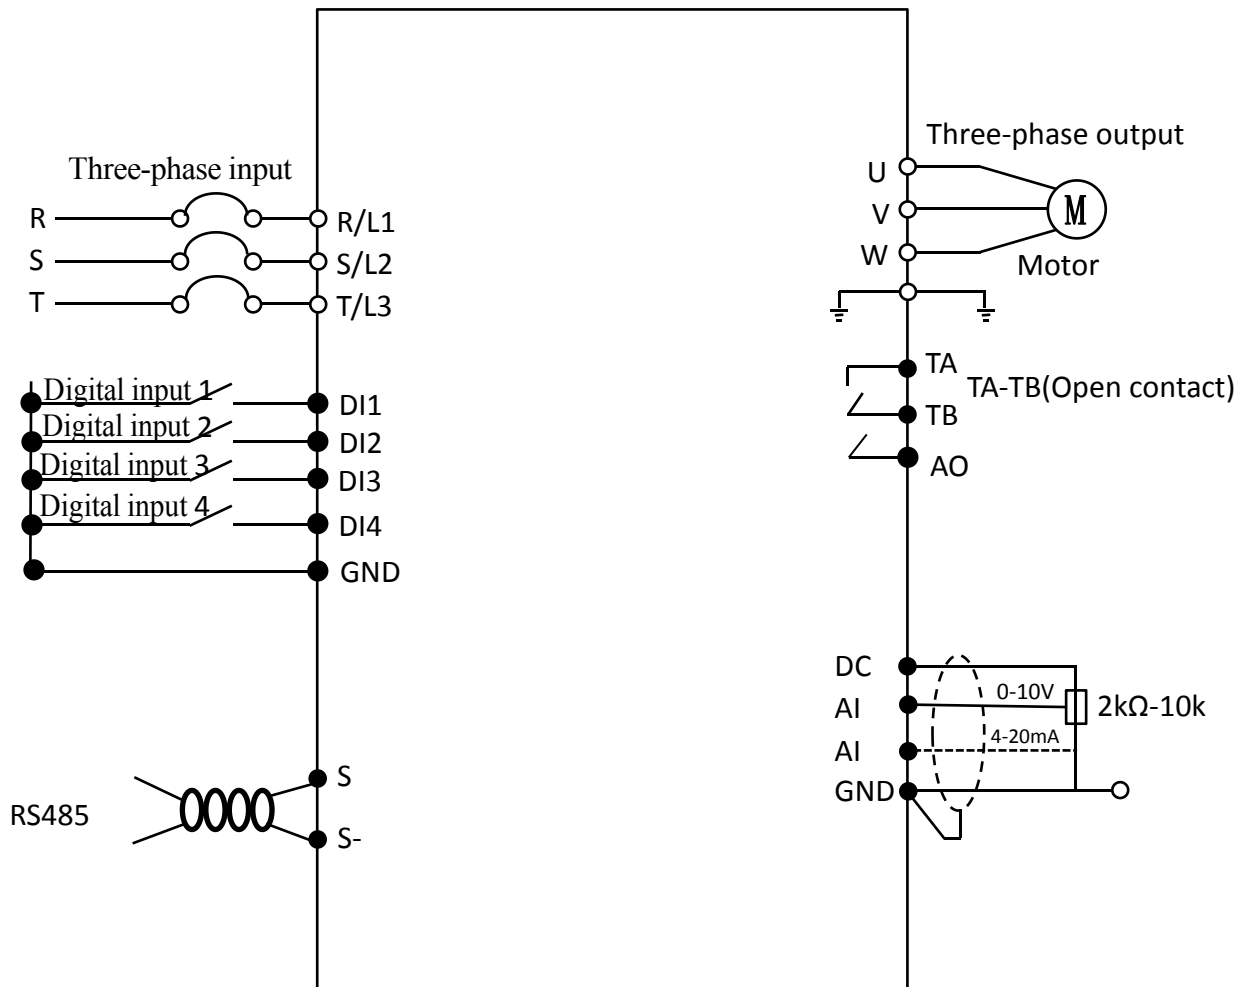 Three-phase input
R
R/L1
S
S/L2
T
T/L3
Digital input 1
DI1
Digital input 2
DI2
Digital input 3
DI3
Digital input 4
DI4
GND
RS485
S
S-
Three-phase output
U
V
M
W
Motor
TA
TA-TB(Open contact)
TB
AO
DC
0-10V
AI
2kΩ-10k
4-20mA
AI
GND